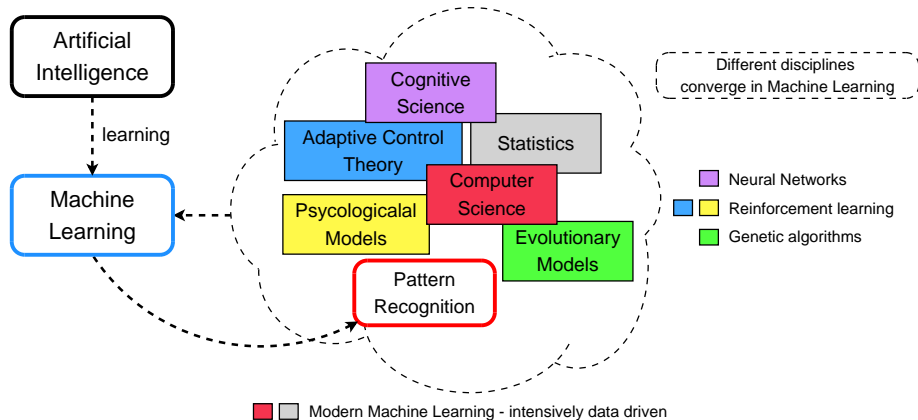 Artificial
Intelligence
learning
Machine
Learning
Cognitive
Science
Adaptive Control
Theory
Statistics
Computer
Science
Psycologicalal
Models
Evolutionary
Models
Pattern
Recognition
Different disciplines
converge in Machine Learning
Neural Networks
Reinforcement learning
Genetic algorithms
Modern Machine Learning - intensively data driven